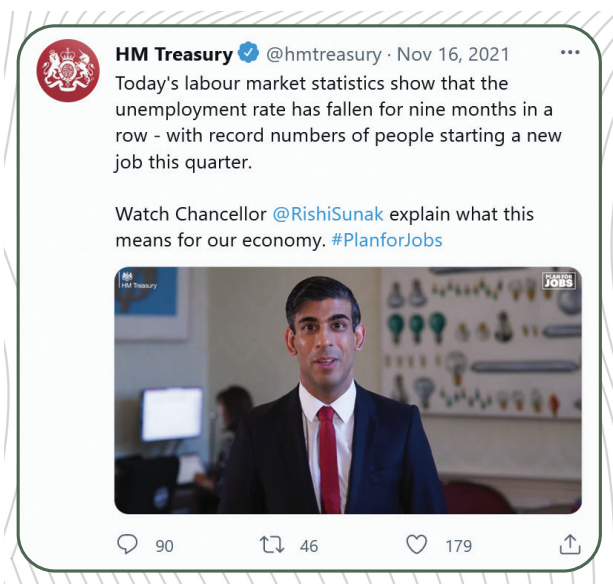 HM Treasury @hmtreasury · Nov 16, 2021
Today's labour market statistics show that the
unemployment rate has fallen for nine months in a
row - with record numbers of people starting a new
job this quarter.
Watch Chancellor @RishiSunak explain what this
means for our economy. #PlanforJobs
HM Treasury
PLAN FOR
JOBS
90 46 179